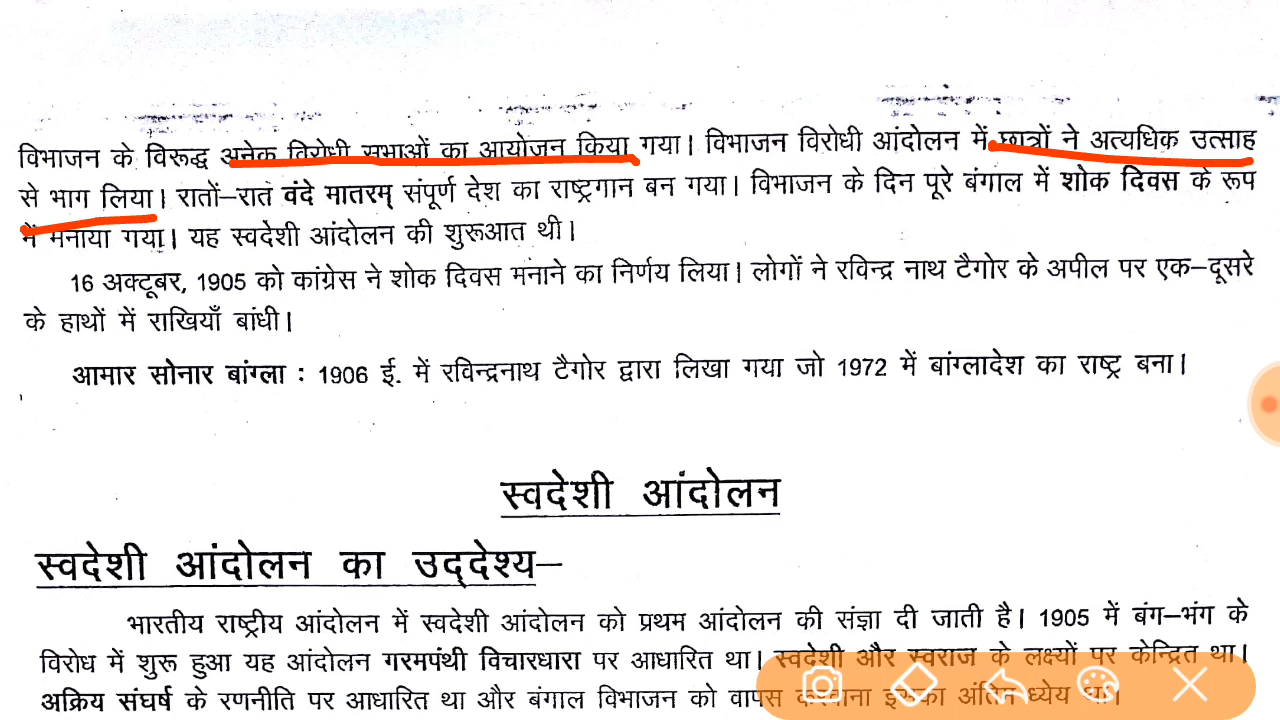 विभाजन के विरूद्ध अनेक विरोधी सभाओं का आयोजन किया गया। विभाजन विरोधी आंदोलन में छात्रों ने अत्यधिक उत्साह
से भाग लिया। रातों–रात वंदे मातरम् संपूर्ण देश का राष्ट्रगान बन गया। विभाजन के दिन पूरे बंगाल में शोक दिवस के रूप
में मनाया गया। यह स्वदेशी आंदोलन की शुरूआत थी।
16 अक्टूबर, 1905 को कांग्रेस ने शोक दिवस मनाने का निर्णय लिया। लोगों ने रविन्द्र नाथ टैगोर के अपील पर एक–दूसरे
के हाथों में राखियाँ बांधी।
आमार सोनार बांग्ला : 1906 ई. में रविन्द्रनाथ टैगोर द्वारा लिखा गया जो 1972 में बांग्लादेश का राष्ट्र बना।
स्वदेशी आंदोलन
स्वदेशी आंदोलन का उद्देश्य–
भारतीय राष्ट्रीय आंदोलन में स्वदेशी आंदोलन को प्रथम आंदोलन की संज्ञा दी जाती है। 1905 में बंग–भंग के
विरोध में शुरू हुआ यह आंदोलन गरमपंथी विचारधारा पर आधारित था। स्वदेशी और स्वराज के लक्ष्यों पर केन्द्रित था।
अक्रिय संघर्ष के रणनीति पर आधारित था और बंगाल विभाजन को वापस करवाना इसका अंतिम ध्येय था।